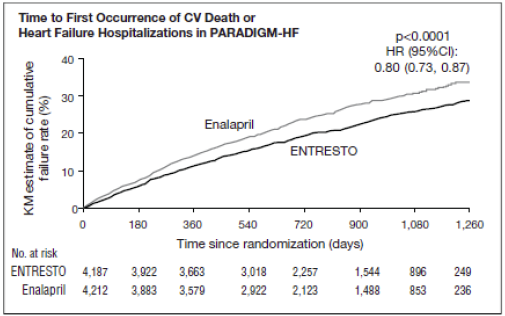 Time to First Occurrence of CV Death or
Heart Failure Hospitalizations in PARADIGM-HF
p<0.0001
HR (95%CI):
0.80 (0.73, 0.87)
KM estimate of cumulative
failure rate (%)
40
30
20
10
0
Enalapril
ENTRESTO
0 180 360 540 720 900 1,080 1,260
Time since randomization (days)
No. at risk
ENTRESTO 4,187 3,922 3,663 3,018 2,257 1,544 896 249
Enalapril 4,212 3,883 3,579 2,922 2,123 1,488 853 236